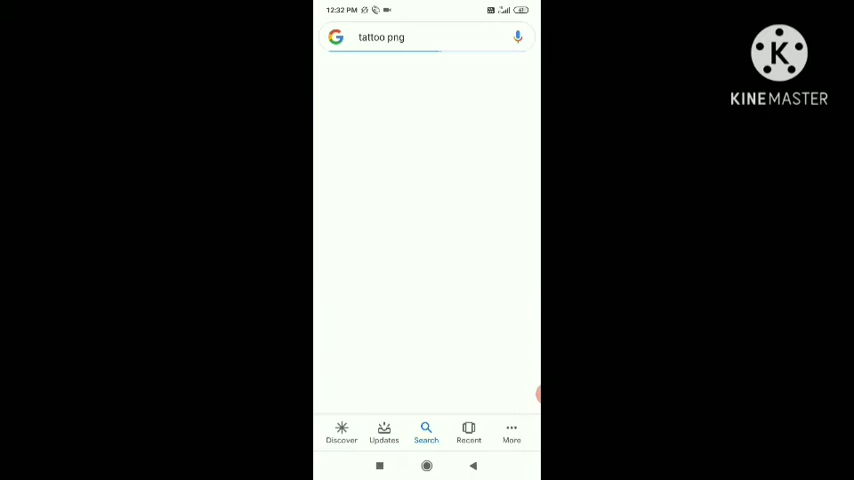 12:32 PM
tattoo png
KINEMASTER
Discover Updates Search Recent More